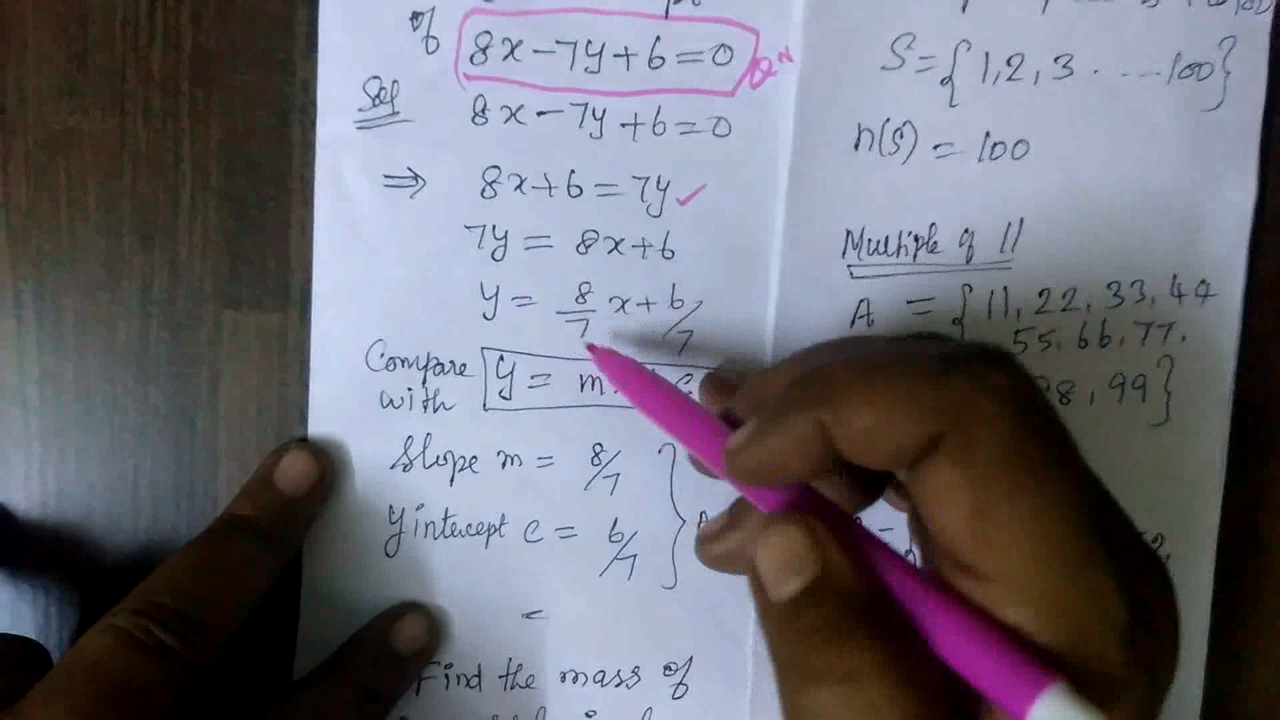 of 8x-7y+6=0 Qn
Sol 8x-7y+6=0
⇒ 8x+6=7y ✓
7y = 8x+6
y = 8/7 x+6/7
Compare with y = m c
Slope m = 8/7
y intercept c = 6/7
Find the mass of
S={1,2,3.....100}
n(S) = 100
Multiple of 11
A = {11,22,33,44
55,66,77,
,99}